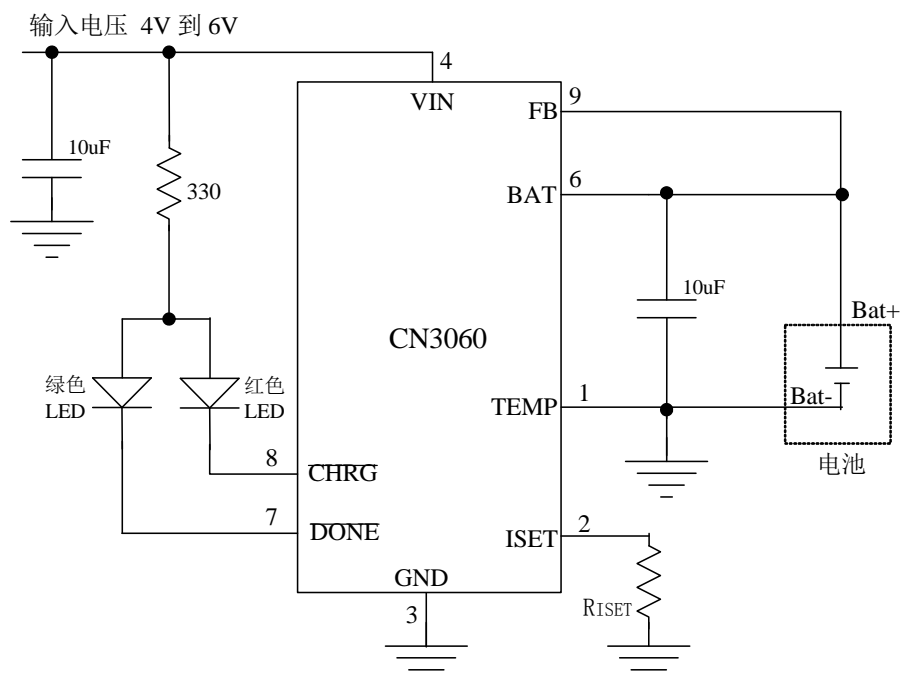 输入电压 4V 到 6V
4
VIN
FB
9
10uF
330
BAT
6
10uF
Bat+
CN3060
绿色
LED
红色
LED
TEMP
1
Bat-
电池
8
CHRG
7
DONE
ISET
2
GND
3
RISET